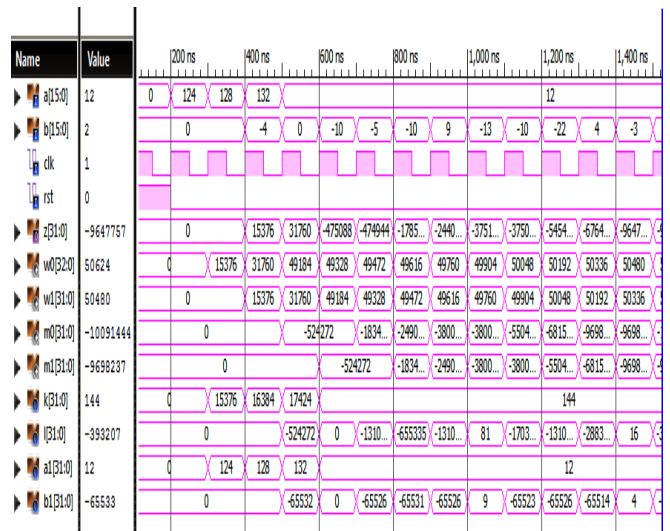 Name Value 200 ns 400 ns 600 ns 800 ns 1,000 ns 1,200 ns 1,400 ns
a[15:0] 12 0 124 128 132 12
b[15:0] 2 0 -4 0 -10 -5 -10 9 -13 -10 -22 4 -3
clk 1
rst 0
z[31:0] -9647757 0 15376 31760 -475088 -474944 -1785... -2440... -3751... -3750... -5454... -6764... -9647...
w0[32:0] 50624 0 15376 31760 49184 49328 49472 49616 49760 49904 50048 50192 50336 50480
w1[31:0] 50480 0 15376 31760 49184 49328 49472 49616 49760 49904 50048 50192 50336
m0[31:0] -10091444 0 -524272 -1834... -2490... -3800... -3800... -5504... -6815... -9698... -9698...
m1[31:0] -9698237 0 -524272 -1834... -2490... -3800... -3800... -5504... -6815... -9698...
k[31:0] 144 0 15376 16384 17424 144
l[31:0] -393207 0 -524272 0 -1310... -655335 -1310... 81 -1703... -1310... -2883... 16
a1[31:0] 12 0 124 128 132 12
b1[31:0] -65533 0 -65532 0 -65526 -65531 -65526 9 -65523 -65526 -65514 4